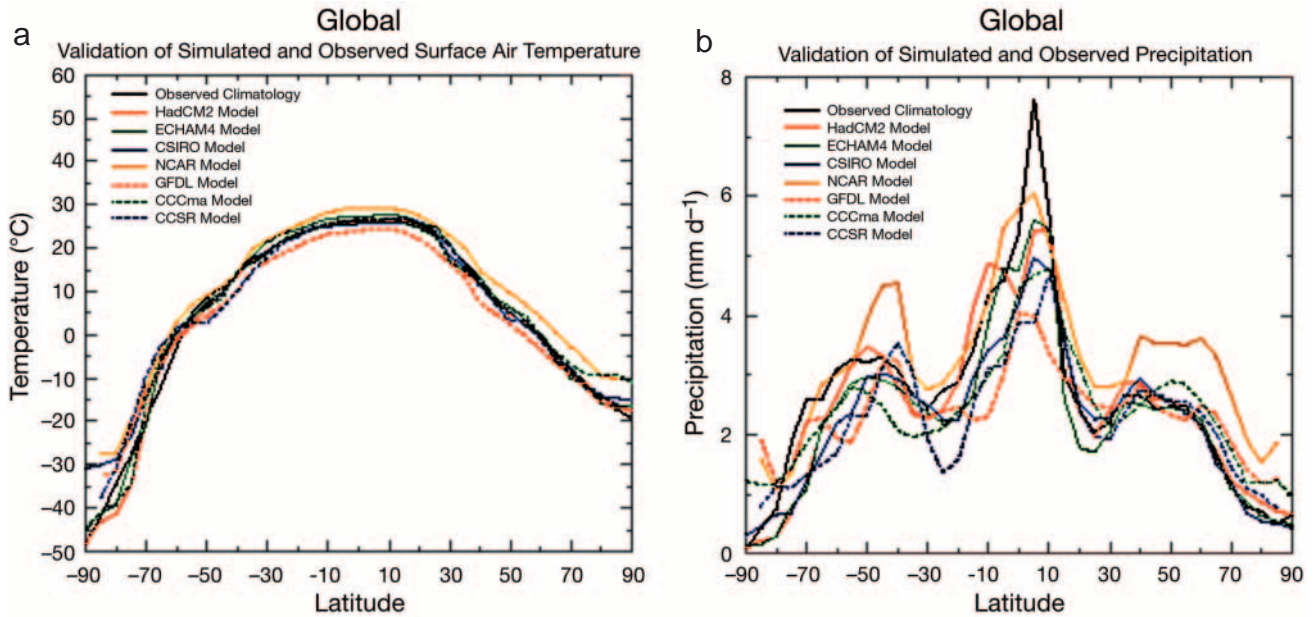 a
Global
Validation of Simulated and Observed Surface Air Temperature
60
50
40
30
20
10
0
–10
–20
–30
–40
–50
Temperature (°C)
Observed Climatology
HadCM2 Model
ECHAM4 Model
CSIRO Model
NCAR Model
GFDL Model
CCCma Model
CCSR Model
–90 –70 –50 -30 -10 10 30 50 70 90
Latitude
b
Global
Validation of Simulated and Observed Precipitation
8
6
4
2
0
Precipitation (mm d–1)
Observed Climatology
HadCM2 Model
ECHAM4 Model
CSIRO Model
NCAR Model
GFDL Model
CCCma Model
CCSR Model
–90 –70 –50 -30 -10 10 30 50 70 90
Latitude